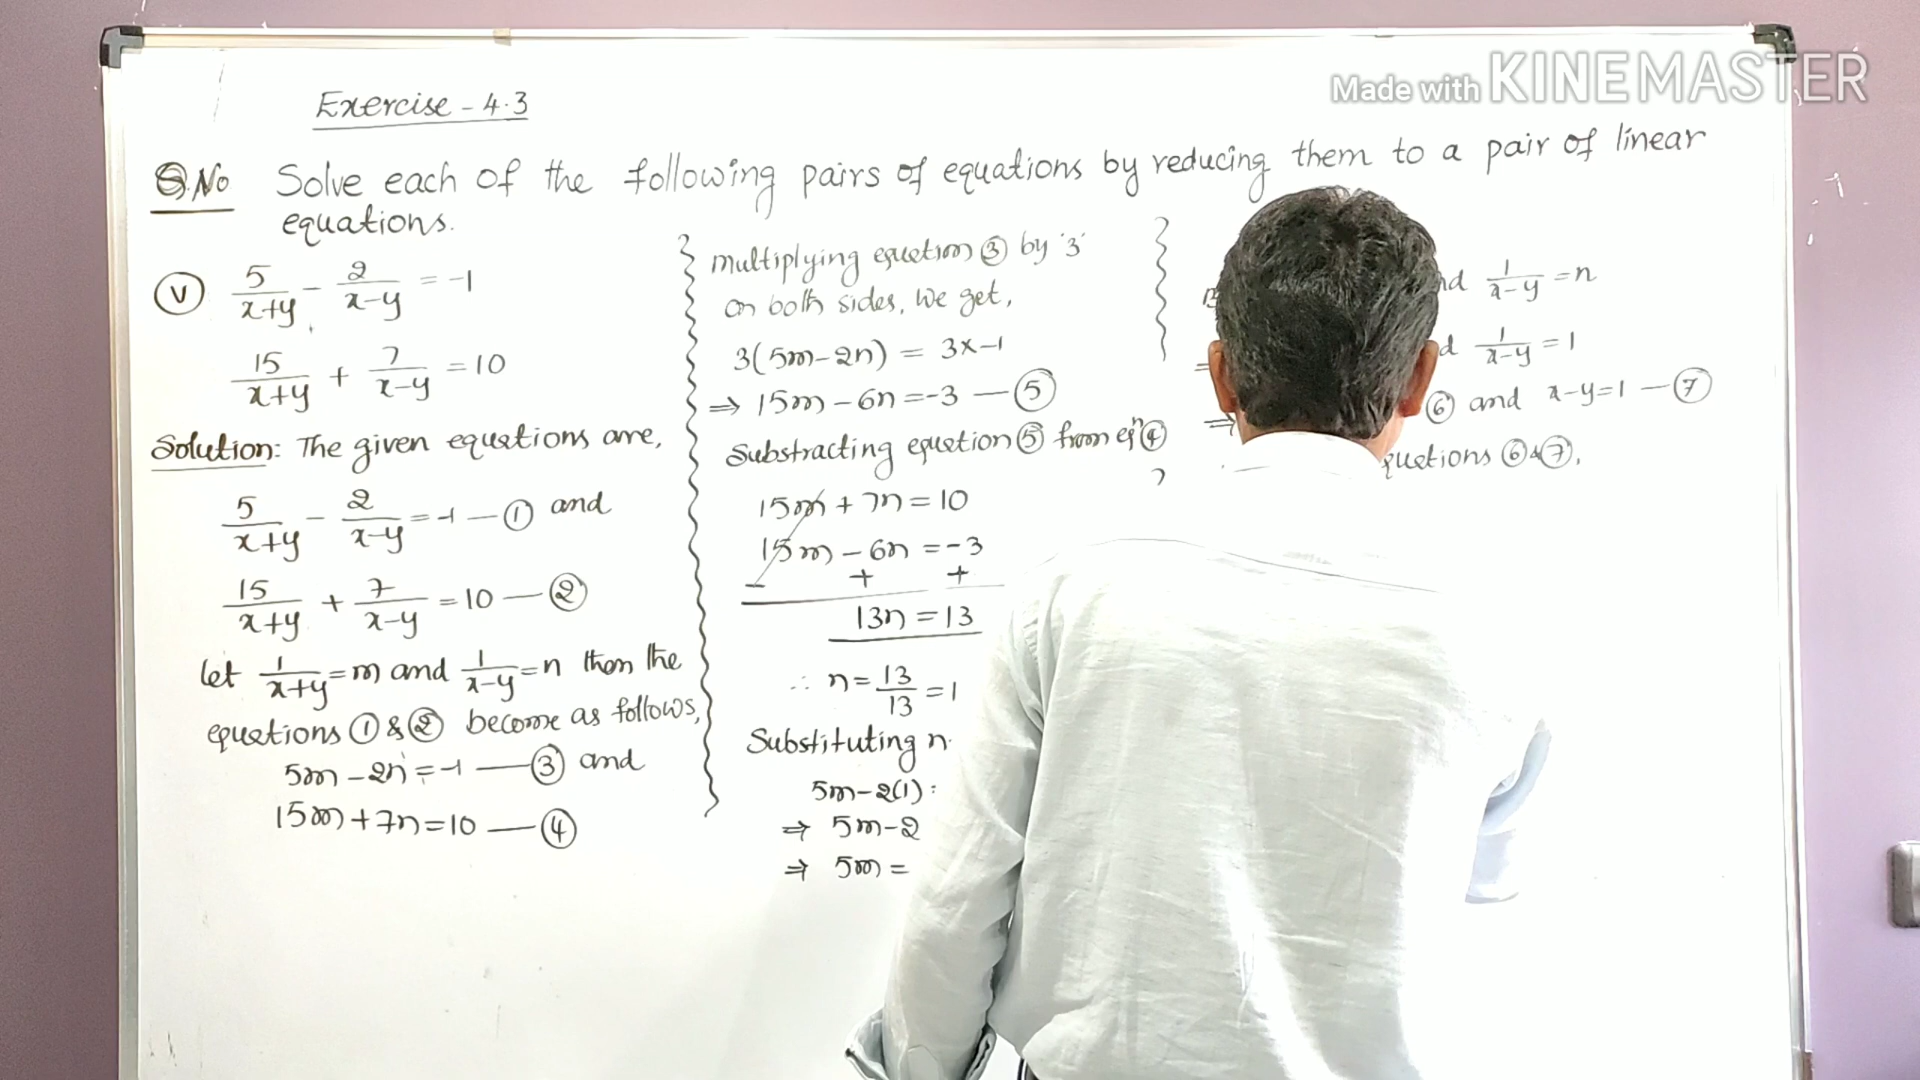 Made with KINEMASTER
Exercise - 4.3
Q.No Solve each of the following pairs of equations by reducing them to a pair of linear
equations.
(V) 5/(x+y) - 2/(x-y) = -1
15/(x+y) + 7/(x-y) = 10
Solution: The given equations are,
5/(x+y) - 2/(x-y) = -1 — ① and
15/(x+y) + 7/(x-y) = 10 — ②
let 1/(x+y) = m and 1/(x-y) = n then the
equations ① & ② become as follows,
5m - 2n = -1 — ③ and
15m + 7n = 10 — ④
multiplying equation ③ by '3'
on both sides, we get,
3(5m - 2n) = 3x-1
⇒ 15m - 6n = -3 — ⑤
Substracting equation ⑤ from eqⁿ ④
15m + 7n = 10
15m - 6n = -3
- + +
13n = 13
∴ n = 13/13 = 1
Substituting n
5m - 2(1)
⇒ 5m - 2
⇒ 5m =
1/(x-y) = n
1/(x-y) = 1
⇒ ⑥ and x-y=1 — ⑦
⑥ & ⑦,